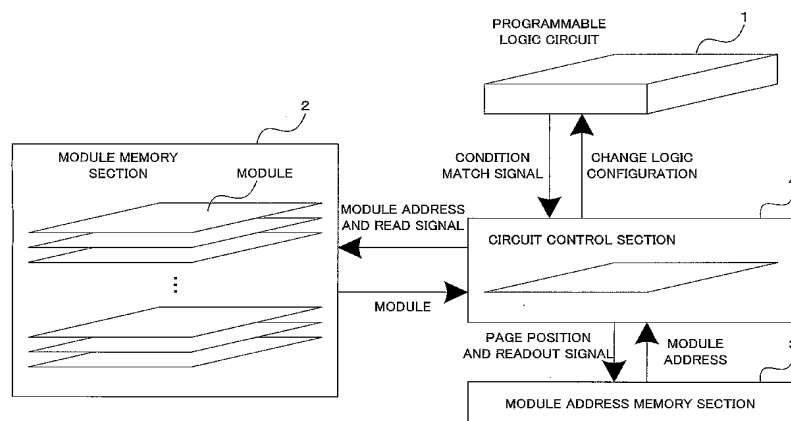 1
PROGRAMMABLE
LOGIC CIRCUIT
2
MODULE MEMORY
SECTION
MODULE
CONDITION
MATCH SIGNAL
CHANGE LOGIC
CONFIGURATION
MODULE ADDRESS
AND READ SIGNAL
CIRCUIT CONTROL SECTION
MODULE
PAGE POSITION
AND READOUT SIGNAL
MODULE
ADDRESS
3
MODULE ADDRESS MEMORY SECTION